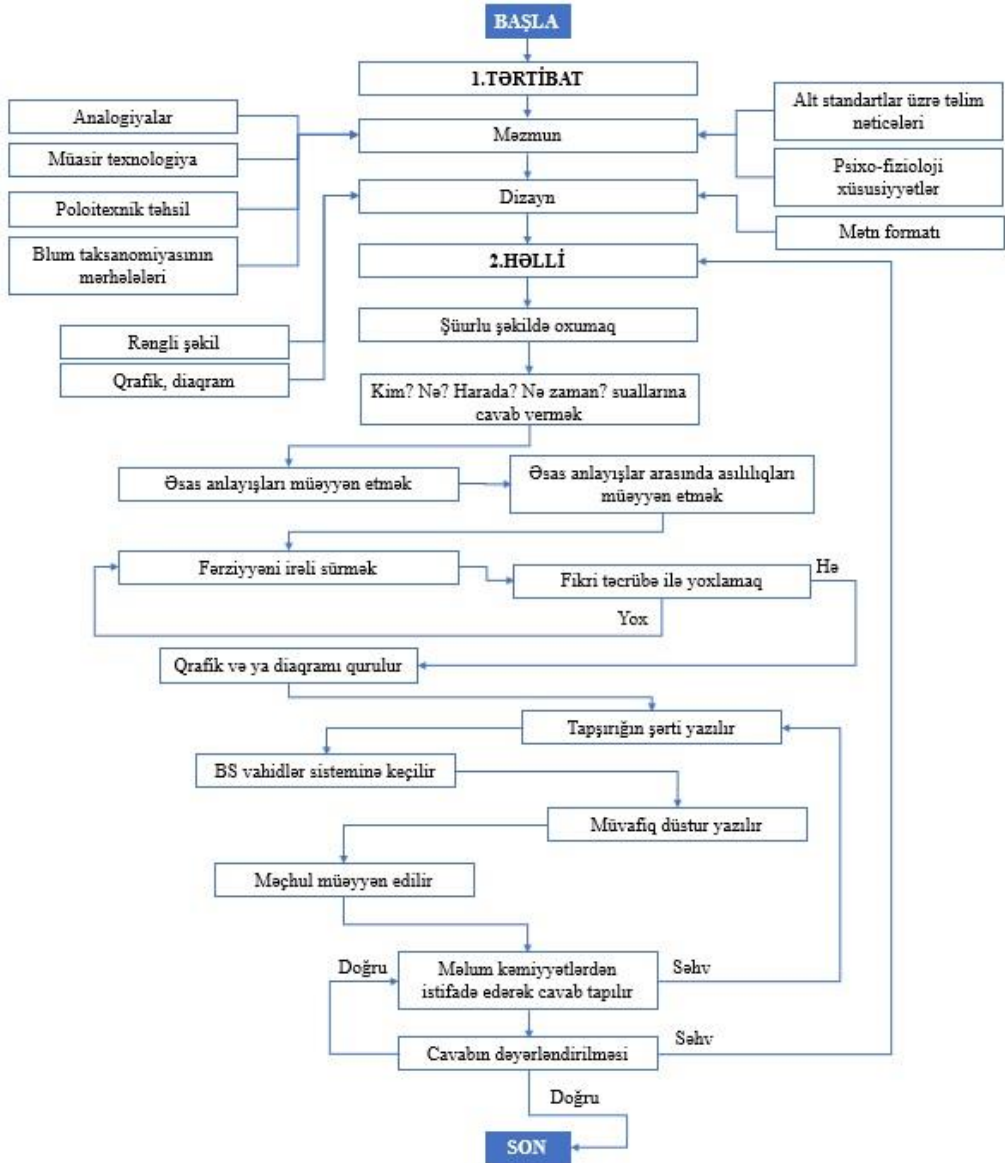 BAŞLA
1.TƏRTİBAT
Analogiyalar
Müasir texnologiya
Poloitexnik təhsil
Blum taksanomiyasının
mərhələləri
Məzmun
Alt standartlar üzrə təlim
nəticələri
Psixo-fizioloji
xüsusiyyətlər
Dizayn
Mətn formatı
2.HƏLLİ
Rəngli şəkil
Qrafik, diaqram
Şüurlu şəkildə oxumaq
Kim? Nə? Harada? Nə zaman? suallarına
cavab vermək
Əsas anlayışları müəyyən etmək
Əsas anlayışlar arasında asılılıqları
müəyyən etmək
Fərziyyəni irəli sürmək
Fikri təcrübə ilə yoxlamaq
Hə
Yox
Qrafik və ya diaqramı qurulur
Tapşırığın şərti yazılır
BS vahidlər sisteminə keçilir
Müvafiq düstur yazılır
Məçhul müəyyən edilir
Doğru
Məlum kəmiyyətlərdən
istifadə edərək cavab tapılır
Səhv
Cavabın dəyərləndirilməsi
Səhv
Doğru
SON